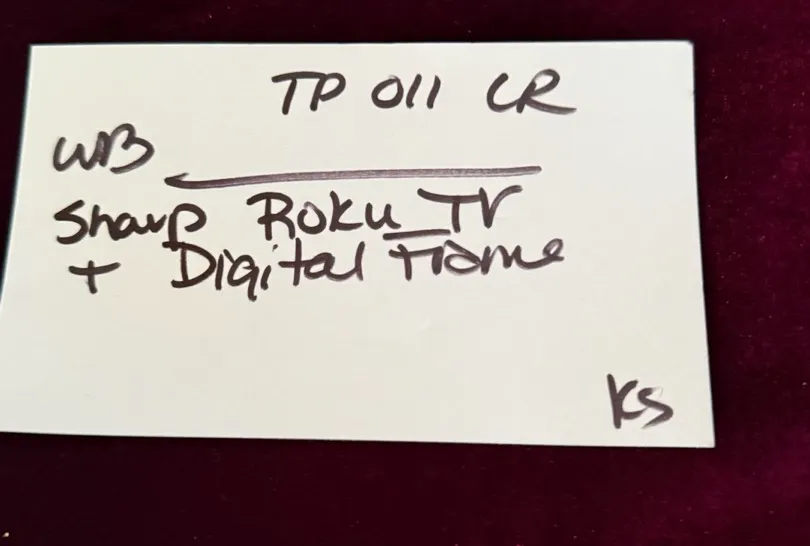 TP 011 CR
WB
Sharp Roku TV
+ Digital Frame
KS